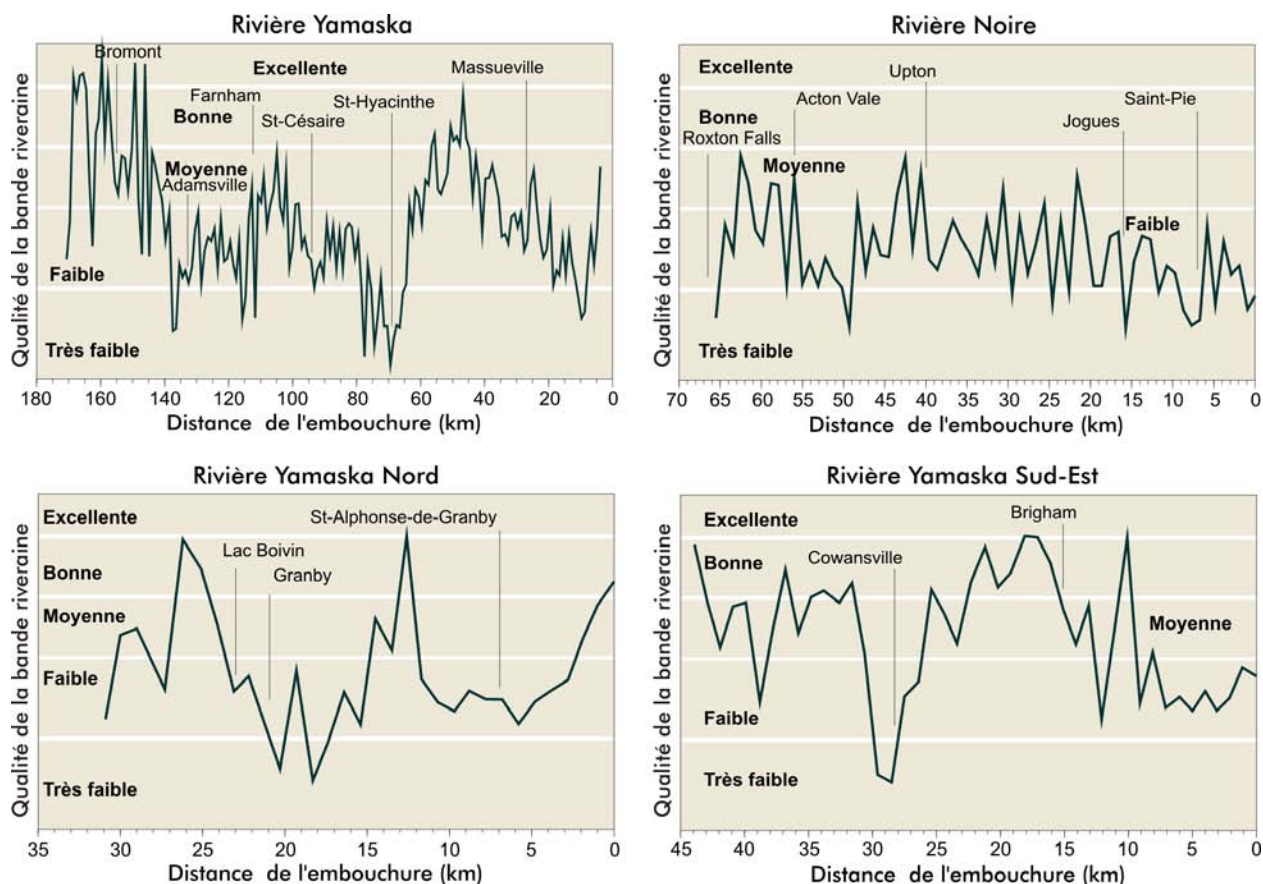 Rivière Yamaska
Qualité de la bande riveraine
Bromont
Excellente
Massueville
Farnham
St-Hyacinthe
Bonne
St-Césaire
Moyenne
Adamsville
Faible
Très faible
180 160 140 120 100 80 60 40 20 0
Distance de l'embouchure (km)
Rivière Noire
Qualité de la bande riveraine
Excellente
Upton
Acton Vale
Saint-Pie
Bonne
Jogues
Roxton Falls
Moyenne
Faible
Très faible
70 65 60 55 50 45 40 35 30 25 20 15 10 5 0
Distance de l'embouchure (km)
Rivière Yamaska Nord
Qualité de la bande riveraine
Excellente
St-Alphonse-de-Granby
Lac Boivin
Bonne
Granby
Moyenne
Faible
Très faible
35 30 25 20 15 10 5 0
Distance de l'embouchure (km)
Rivière Yamaska Sud-Est
Qualité de la bande riveraine
Excellente
Brigham
Bonne
Cowansville
Moyenne
Faible
Très faible
45 40 35 30 25 20 15 10 5 0
Distance de l'embouchure (km)